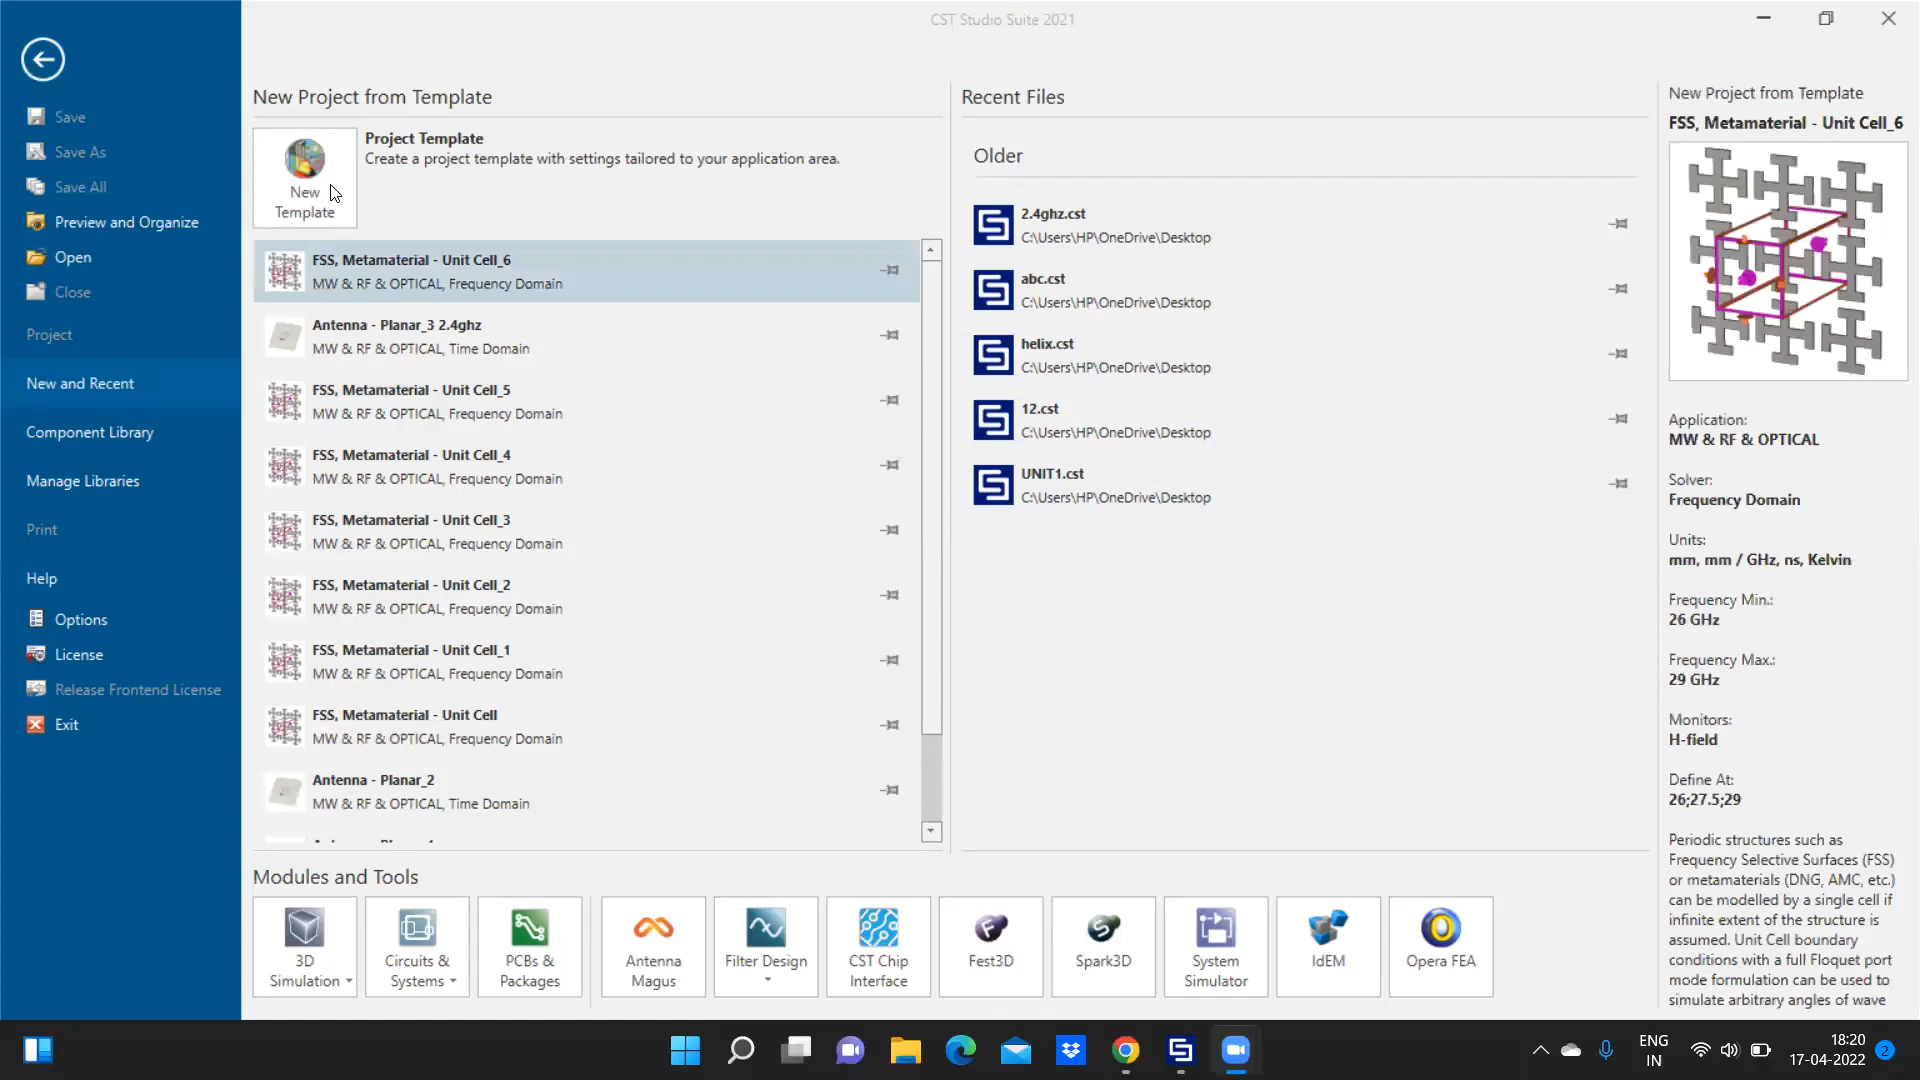 CST Studio Suite 2021
Save
Save As
Save All
Preview and Organize
Open
Close
Project
New and Recent
Component Library
Manage Libraries
Print
Help
Options
License
Release Frontend License
Exit
New Project from Template
New
Template
Project Template
Create a project template with settings tailored to your application area.
FSS, Metamaterial - Unit Cell_6
MW & RF & OPTICAL, Frequency Domain
Antenna - Planar_3 2.4ghz
MW & RF & OPTICAL, Time Domain
FSS, Metamaterial - Unit Cell_5
MW & RF & OPTICAL, Frequency Domain
FSS, Metamaterial - Unit Cell_4
MW & RF & OPTICAL, Frequency Domain
FSS, Metamaterial - Unit Cell_3
MW & RF & OPTICAL, Frequency Domain
FSS, Metamaterial - Unit Cell_2
MW & RF & OPTICAL, Frequency Domain
FSS, Metamaterial - Unit Cell_1
MW & RF & OPTICAL, Frequency Domain
FSS, Metamaterial - Unit Cell
MW & RF & OPTICAL, Frequency Domain
Antenna - Planar_2
MW & RF & OPTICAL, Time Domain
Recent Files
Older
2.4ghz.cst
C:\Users\HP\OneDrive\Desktop
abc.cst
C:\Users\HP\OneDrive\Desktop
helix.cst
C:\Users\HP\OneDrive\Desktop
12.cst
C:\Users\HP\OneDrive\Desktop
UNIT1.cst
C:\Users\HP\OneDrive\Desktop
New Project from Template
FSS, Metamaterial - Unit Cell_6
Application:
MW & RF & OPTICAL
Solver:
Frequency Domain
Units:
mm, mm / GHz, ns, Kelvin
Frequency Min.:
26 GHz
Frequency Max.:
29 GHz
Monitors:
H-field
Define At:
26;27.5;29
Periodic structures such as
Frequency Selective Surfaces (FSS)
or metamaterials (DNG, AMC, etc.)
can be modelled by a single cell if
infinite extent of the structure is
assumed. Unit Cell boundary
conditions with a full Floquet port
mode formulation can be used to
simulate arbitrary angles of wave
Modules and Tools
3D
Simulation
Circuits &
Systems
PCBs &
Packages
Antenna
Magus
Filter Design
CST Chip
Interface
Fest3D
Spark3D
System
Simulator
IdEM
Opera FEA
ENG
IN
18:20
17-04-2022
2